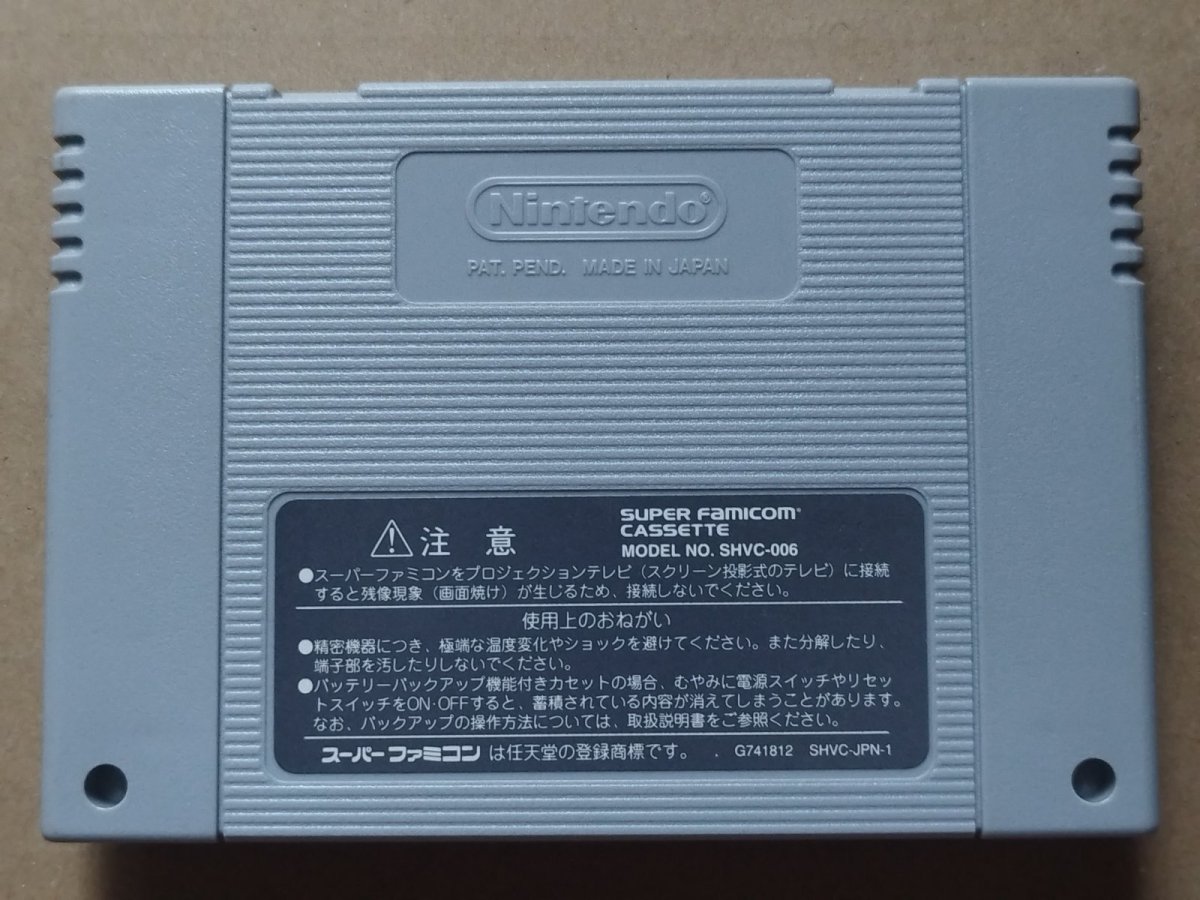 Nintendo®
PAT. PEND. MADE IN JAPAN
⚠注 意
SUPER FAMICOM®
CASSETTE
MODEL NO. SHVC-006
●スーパーファミコンをプロジェクションテレビ（スクリーン投影式のテレビ）に接続
すると残像現象（画面焼け）が生じるため、接続しないでください。
使用上のおねがい
●精密機器につき、極端な温度変化やショックを避けてください。また分解したり、
端子部を汚したりしないでください。
●バッテリーバックアップ機能付きカセットの場合、むやみに電源スイッチやリセッ
トスイッチをON·OFFすると、蓄積されている内容が消えてしまうことがあります。
なお、バックアップの操作方法については、取扱説明書をご参照ください。
スーパーファミコン は任天堂の登録商標です。 . G741812 SHVC-JPN-1